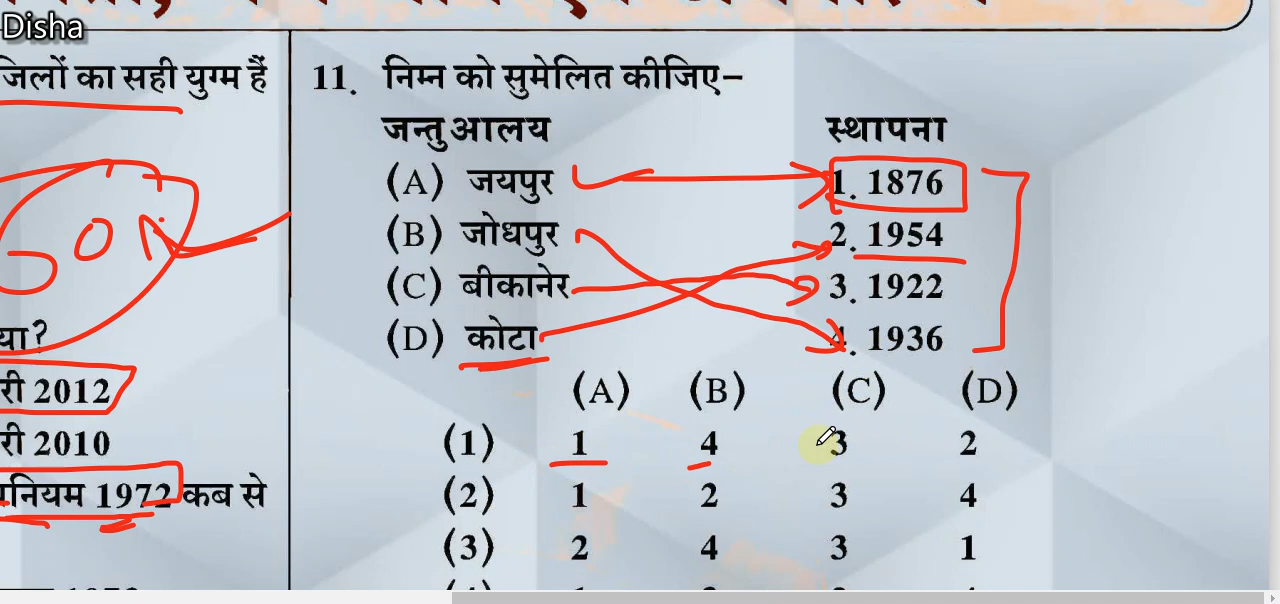 Disha
जिलों का सही युग्म हैं
या?
री 2012
री 2010
नियम 1972 कब से
11. निम्न को सुमेलित कीजिए–
जन्तुआलय स्थापना
(A) जयपुर 1. 1876
(B) जोधपुर 2. 1954
(C) बीकानेर 3. 1922
(D) कोटा 4. 1936
(A) (B) (C) (D)
(1) 1 4 3 2
(2) 1 2 3 4
(3) 2 4 3 1